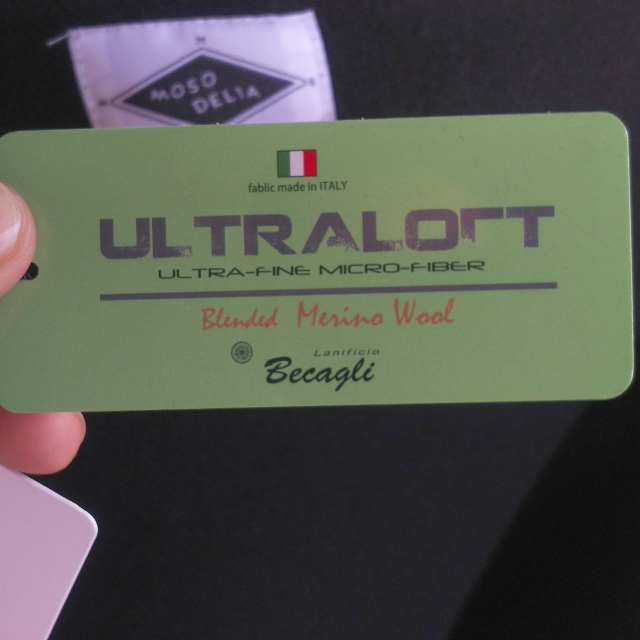 MOSO
DELIA
fablic made in ITALY
ULTRALOFT
ULTRA-FINE MICRO-FIBER
Blended Merino Wool
Lanificio
Becagli